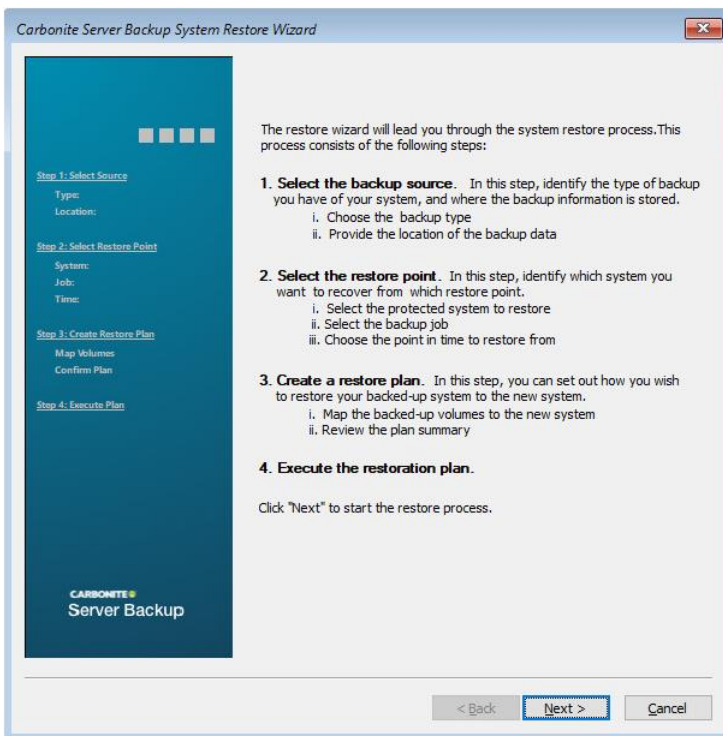 Carbonite Server Backup System Restore Wizard
Step 1: Select Source
Type:
Location:
Step 2: Select Restore Point
System:
Job:
Time:
Step 3: Create Restore Plan
Map Volumes
Confirm Plan
Step 4: Execute Plan
CARBONITE
Server Backup
The restore wizard will lead you through the system restore process.This
process consists of the following steps:
1. Select the backup source. In this step, identify the type of backup
you have of your system, and where the backup information is stored.
i. Choose the backup type
ii. Provide the location of the backup data
2. Select the restore point. In this step, identify which system you
want to recover from which restore point.
i. Select the protected system to restore
ii. Select the backup job
iii. Choose the point in time to restore from
3. Create a restore plan. In this step, you can set out how you wish
to restore your backed-up system to the new system.
i. Map the backed-up volumes to the new system
ii. Review the plan summary
4. Execute the restoration plan.
Click "Next" to start the restore process.
< Back Next > Cancel